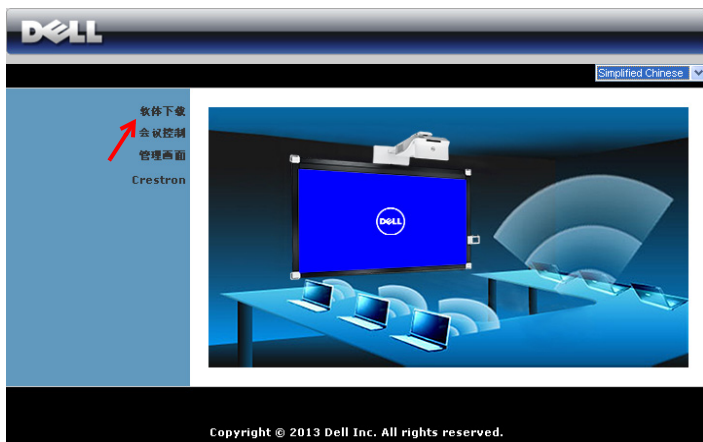 DELL
Simplified Chinese
软体下载
会议控制
管理画面
Crestron
DELL
Copyright © 2013 Dell Inc. All rights reserved.